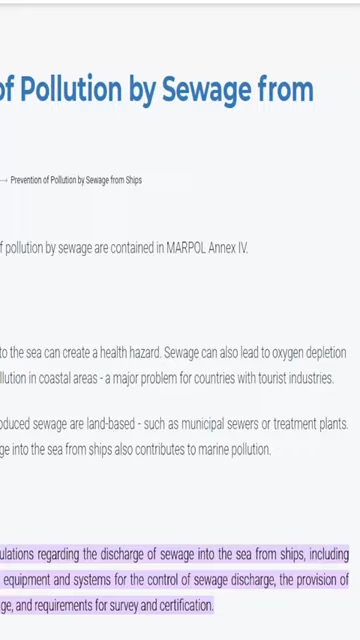 of Pollution by Sewage from
→ Prevention of Pollution by Sewage from Ships
f pollution by sewage are contained in MARPOL Annex IV.
to the sea can create a health hazard. Sewage can also lead to oxygen depletion
llution in coastal areas - a major problem for countries with tourist industries.
oduced sewage are land-based - such as municipal sewers or treatment plants.
ge into the sea from ships also contributes to marine pollution.
ulations regarding the discharge of sewage into the sea from ships, including
equipment and systems for the control of sewage discharge, the provision of
ge, and requirements for survey and certification.